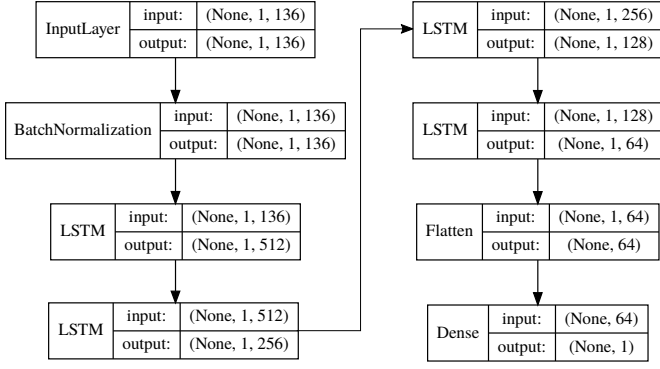 InputLayer input: (None, 1, 136)
output: (None, 1, 136)
BatchNormalization input: (None, 1, 136)
output: (None, 1, 136)
LSTM input: (None, 1, 136)
output: (None, 1, 512)
LSTM input: (None, 1, 512)
output: (None, 1, 256)
LSTM input: (None, 1, 256)
output: (None, 1, 128)
LSTM input: (None, 1, 128)
output: (None, 1, 64)
Flatten input: (None, 1, 64)
output: (None, 64)
Dense input: (None, 64)
output: (None, 1)